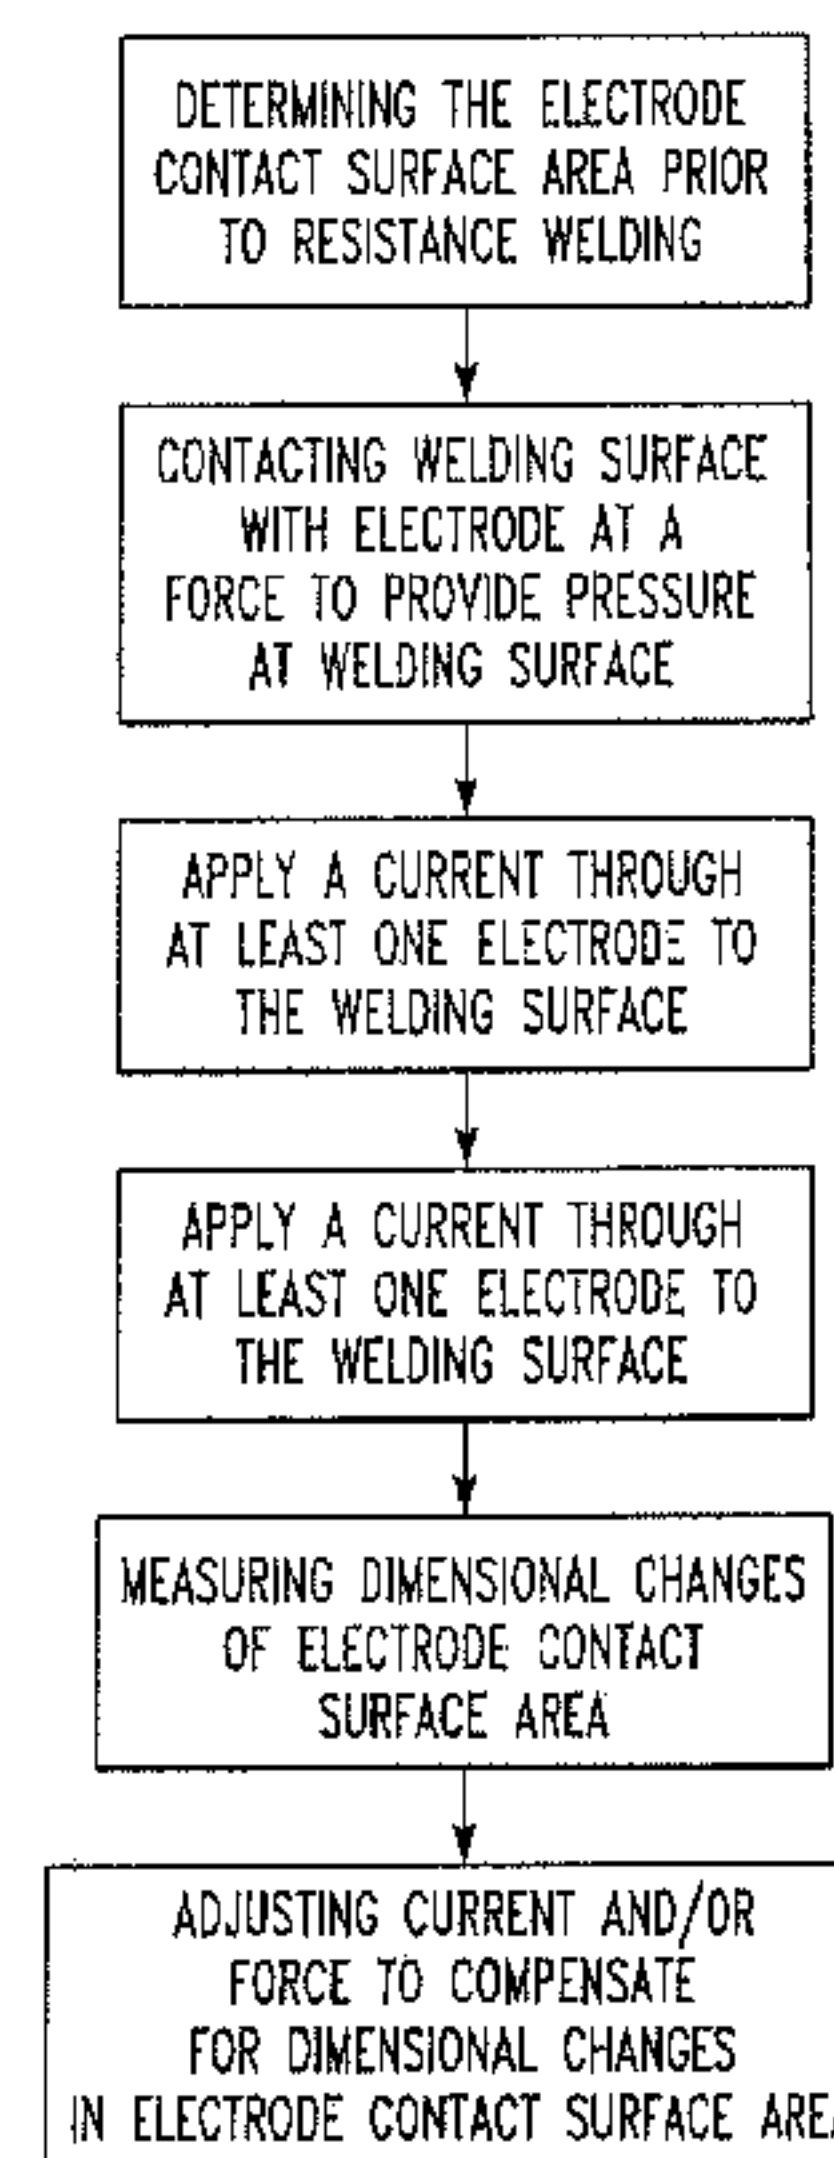 DETERMINING THE ELECTRODE
CONTACT SURFACE AREA PRIOR
TO RESISTANCE WELDING
CONTACTING WELDING SURFACE
WITH ELECTRODE AT A
FORCE TO PROVIDE PRESSURE
AT WELDING SURFACE
APPLY A CURRENT THROUGH
AT LEAST ONE ELECTRODE TO
THE WELDING SURFACE
APPLY A CURRENT THROUGH
AT LEAST ONE ELECTRODE TO
THE WELDING SURFACE
MEASURING DIMENSIONAL CHANGES
OF ELECTRODE CONTACT
SURFACE AREA
ADJUSTING CURRENT AND/OR
FORCE TO COMPENSATE
FOR DIMENSIONAL CHANGES
IN ELECTRODE CONTACT SURFACE AREA